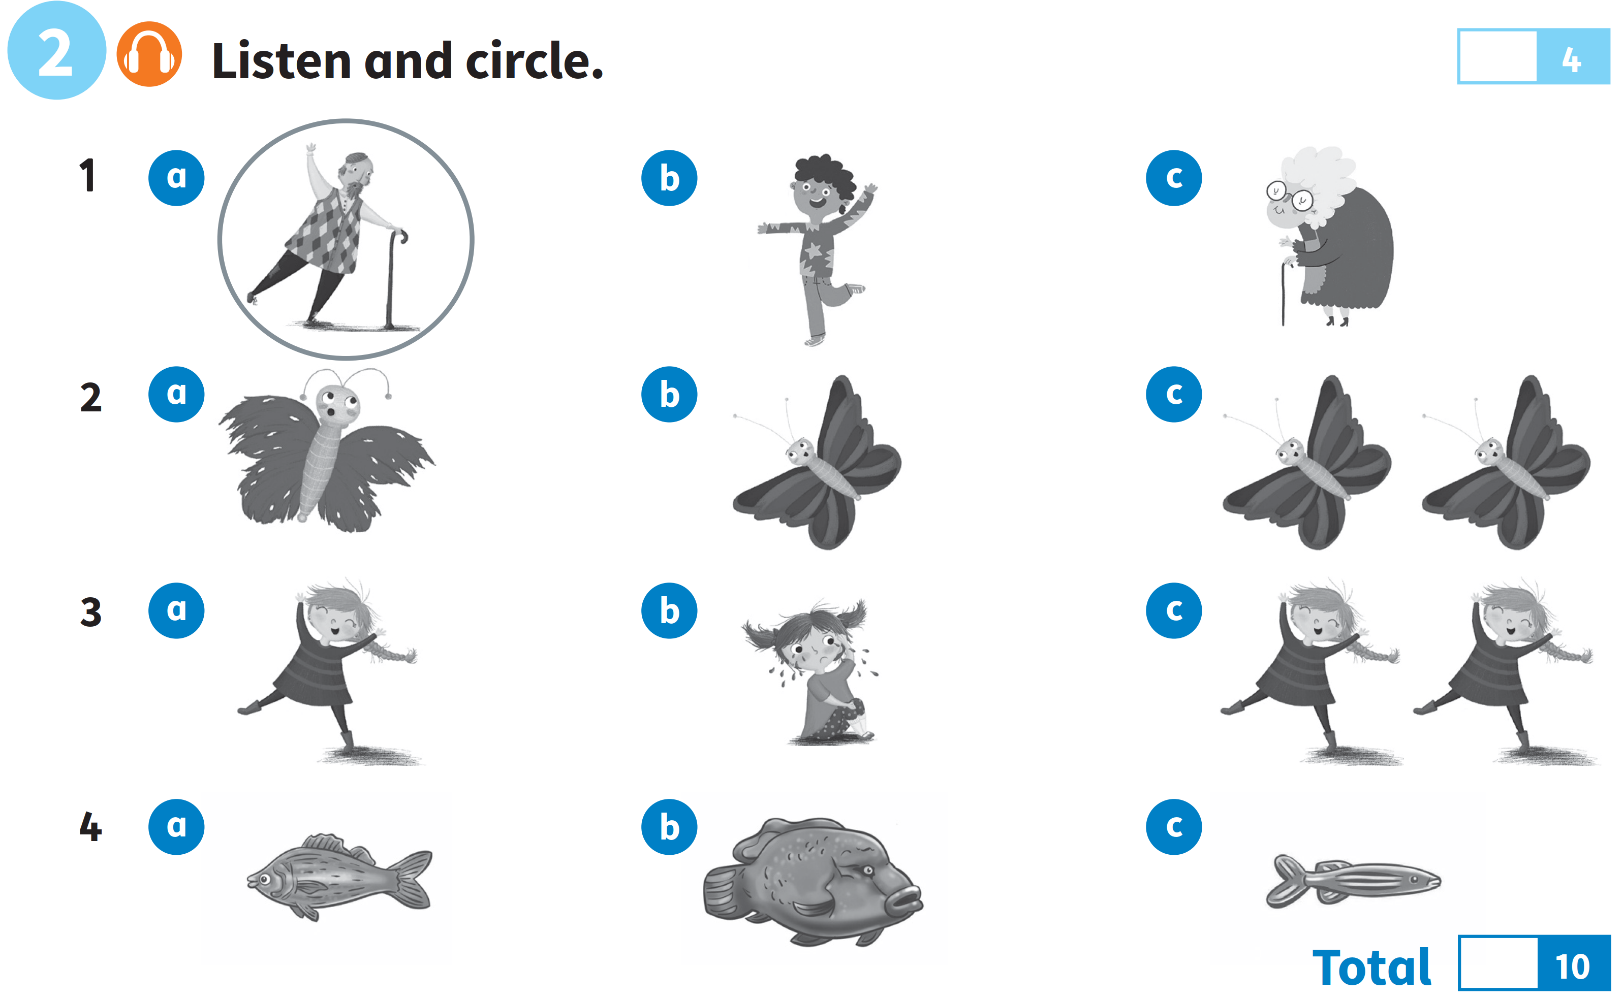 2 Listen and circle. 4
1 a b c
2 a b c
3 a b c
4 a b c
Total 10